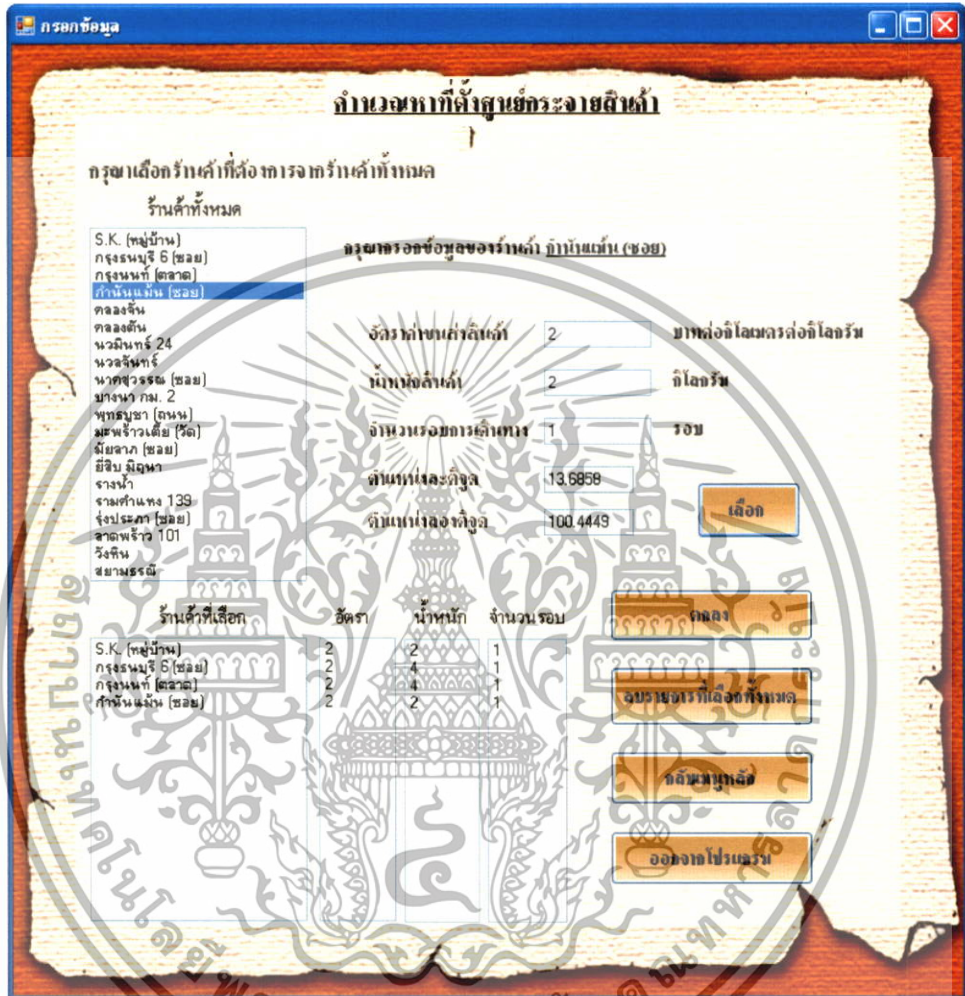 กรอกข้อมูล
คำนวณหาที่ตั้งศูนย์กระจายสินค้า
กรุณาเลือกร้านค้าที่ต้องการจากร้านค้าทั้งหมด
ร้านค้าทั้งหมด
S.K. (หมู่บ้าน)
กรุงธนบุรี 6 (ซอย)
กรุงนนท์ (ตลาด)
กำนันแม้น (ซอย)
คลองจั่น
คลองตัน
นวมินทร์ 24
นวลจันทร์
นาคสุวรรณ (ซอย)
บางนา กม. 2
พุทธบูชา (ถนน)
มะพร้าวเตี้ย (วัด)
มัยลาภ (ซอย)
ยี่สิบ มิถุนา
รางน้ำ
รามคำแหง 139
รุ่งประภา (ซอย)
ลาดพร้าว 101
วังหิน
สยามธรณี
กรุณากรอกข้อมูลของร้านค้า กำนันแม้น (ซอย)
อัตราค่าขนส่งสินค้า 2 บาทต่อกิโลเมตรต่อกิโลกรัม
น้ำหนักสินค้า 2 กิโลกรัม
จำนวนรอบการเดินทาง 1 รอบ
ตำแหน่งละติจูด 13.6858
ตำแหน่งลองติจูด 100.4449
เลือก
ร้านค้าที่เลือก อัตรา น้ำหนัก จำนวนรอบ
S.K. (หมู่บ้าน) 2 2 1
กรุงธนบุรี 6 (ซอย) 2 4 1
กรุงนนท์ (ตลาด) 2 4 1
กำนันแม้น (ซอย) 2 2 1
ตกลง
ลบรายการที่เลือกทั้งหมด
กลับเมนูหลัก
ออกจากโปรแกรม